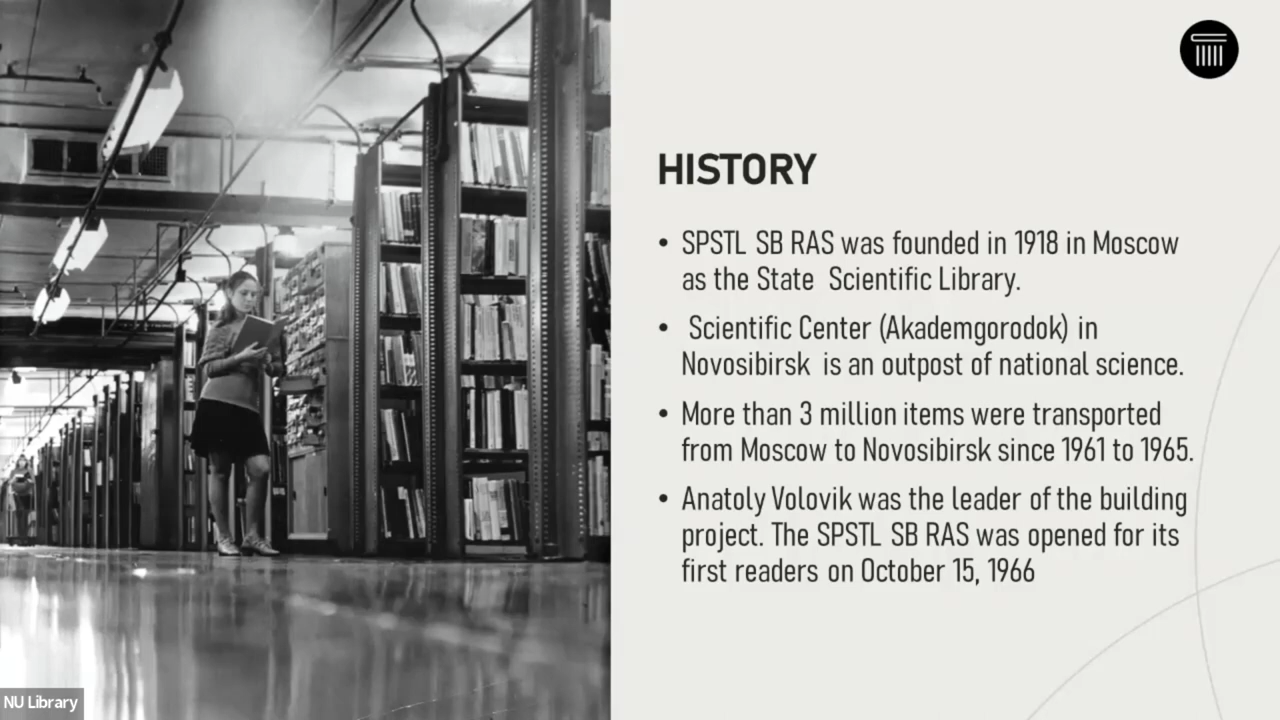 HISTORY
• SPSTL SB RAS was founded in 1918 in Moscow
as the State Scientific Library.
• Scientific Center (Akademgorodok) in
Novosibirsk is an outpost of national science.
• More than 3 million items were transported
from Moscow to Novosibirsk since 1961 to 1965.
• Anatoly Volovik was the leader of the building
project. The SPSTL SB RAS was opened for its
first readers on October 15, 1966
NU Library